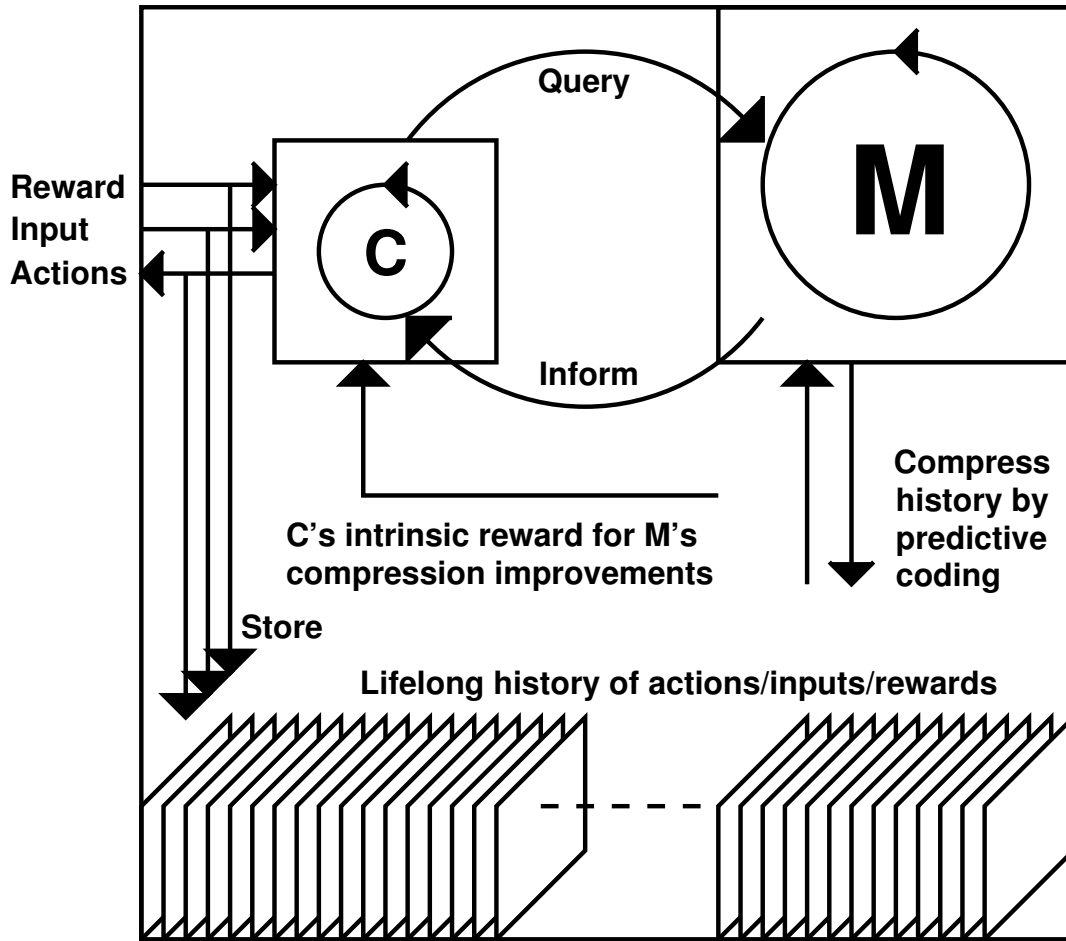 Query
M
Reward
Input
Actions
C
Inform
Compress
history by
predictive
coding
C's intrinsic reward for M's
compression improvements
Store
Lifelong history of actions/inputs/rewards